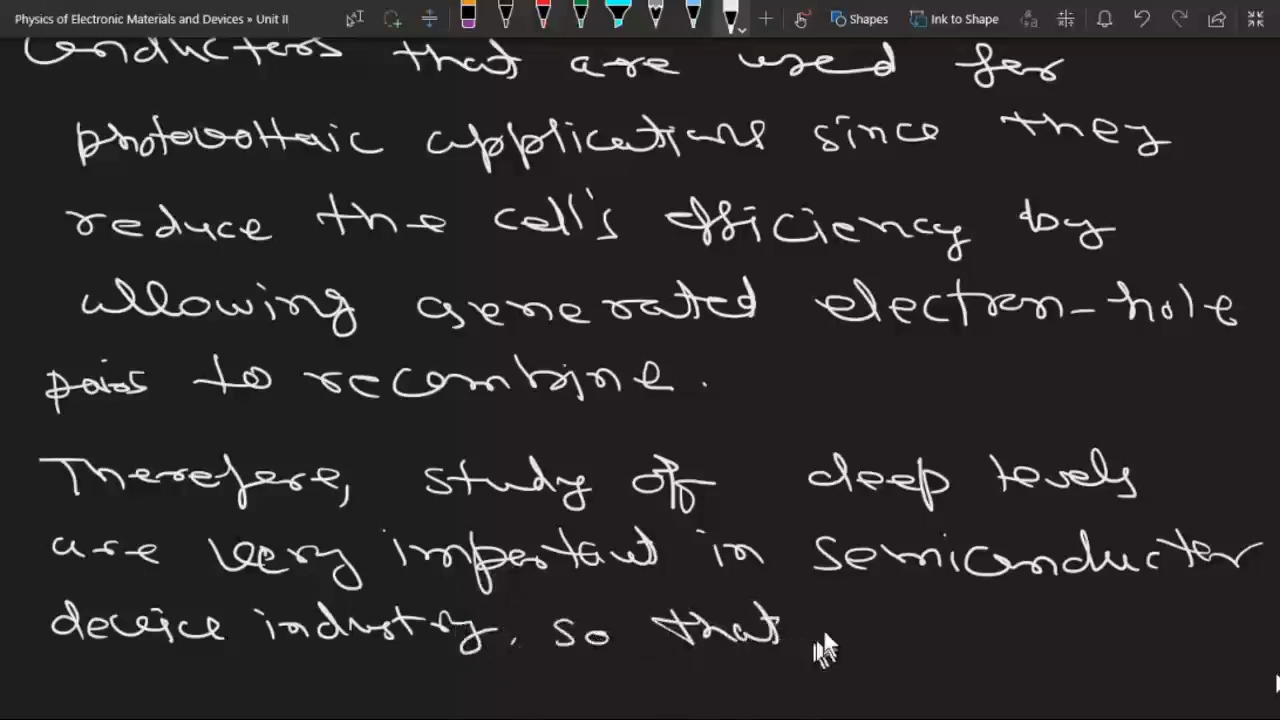 Physics of Electronic Materials and Devices » Unit II Shapes Ink to Shape
conductors that are used for
photovoltaic applications since they
reduce the cell's efficiency by
allowing generated electron-hole
pairs to recombine.
Therefore, study of deep levels
are very important in semiconductor
device industry. so that